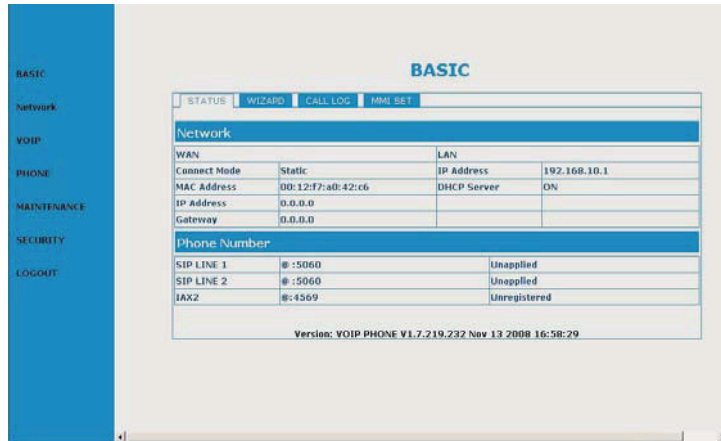 BASIC
Network
VOIP
PHONE
MAINTENANCE
SECURITY
LOGOUT
BASIC
STATUS WIZARD CALL LOG MMI SET
Network
WAN LAN
Connect Mode Static IP Address 192.168.10.1
MAC Address 00:12:f7:a0:42:c6 DHCP Server ON
IP Address 0.0.0.0
Gateway 0.0.0.0
Phone Number
SIP LINE 1 @ :5060 Unapplied
SIP LINE 2 @ :5060 Unapplied
IAX2 @:4569 Unregistered
Version: VOIP PHONE V1.7.219.232 Nov 13 2008 16:58:29